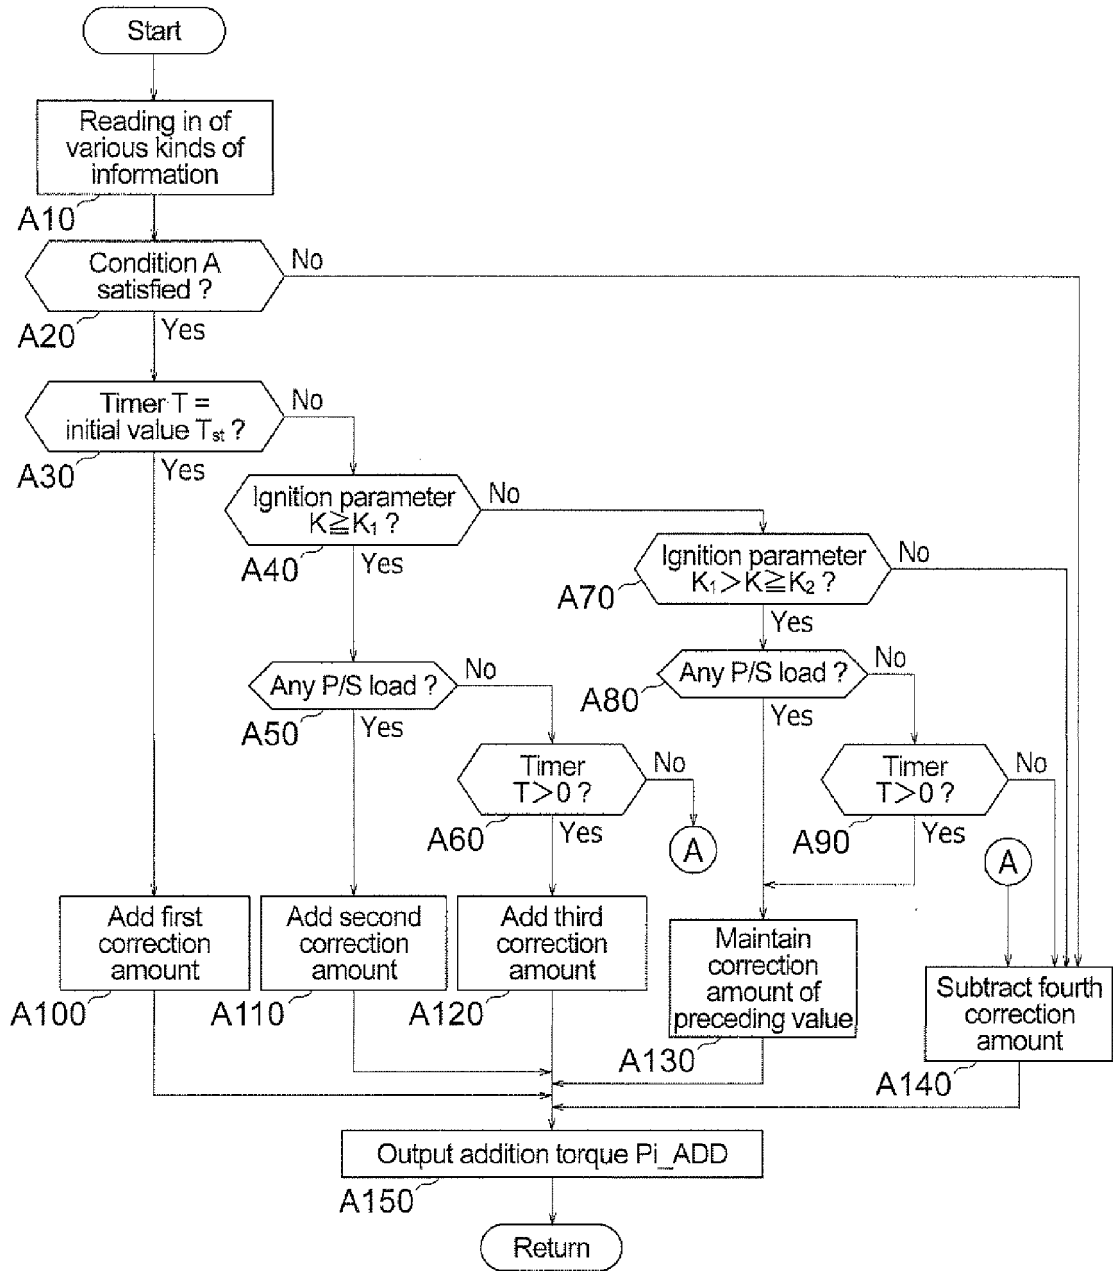 Start
Reading in of
various kinds of
information
A10
Condition A
satisfied ?
No
A20
Yes
Timer T =
initial value Tst ?
No
A30
Yes
Ignition parameter
K≧K1 ?
No
A40
Yes
Ignition parameter
K1>K≧K2 ?
No
A70
Yes
Any P/S load ?
No
A50
Yes
Any P/S load ?
No
A80
Yes
Timer
T>0 ?
No
A60
Yes
A
Timer
T>0 ?
No
A90
Yes
A
Add first
correction
amount
A100
Add second
correction
amount
A110
Add third
correction
amount
A120
Maintain
correction
amount of
preceding value
A130
Subtract fourth
correction
amount
A140
Output addition torque Pi_ADD
A150
Return